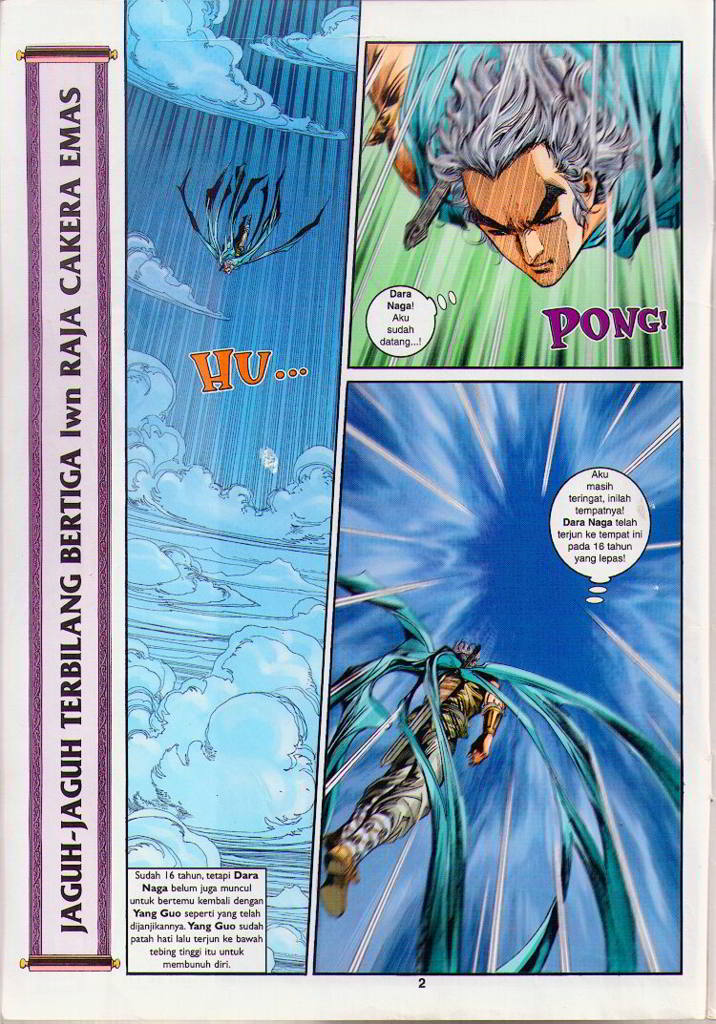 JAGUH-JAGUH TERBILANG BERTIGA lwn RAJA CAKERA EMAS
HU...
Sudah 16 tahun, tetapi Dara
Naga belum juga muncul
untuk bertemu kembali dengan
Yang Guo seperti yang telah
dijanjikannya. Yang Guo sudah
patah hati lalu terjun ke bawah
tebing tinggi itu untuk
membunuh diri.
Dara
Naga!
Aku
sudah
datang...!
PONG!
Aku
masih
teringat, inilah
tempatnya!
Dara Naga telah
terjun ke tempat ini
pada 16 tahun
yang lepas!
2